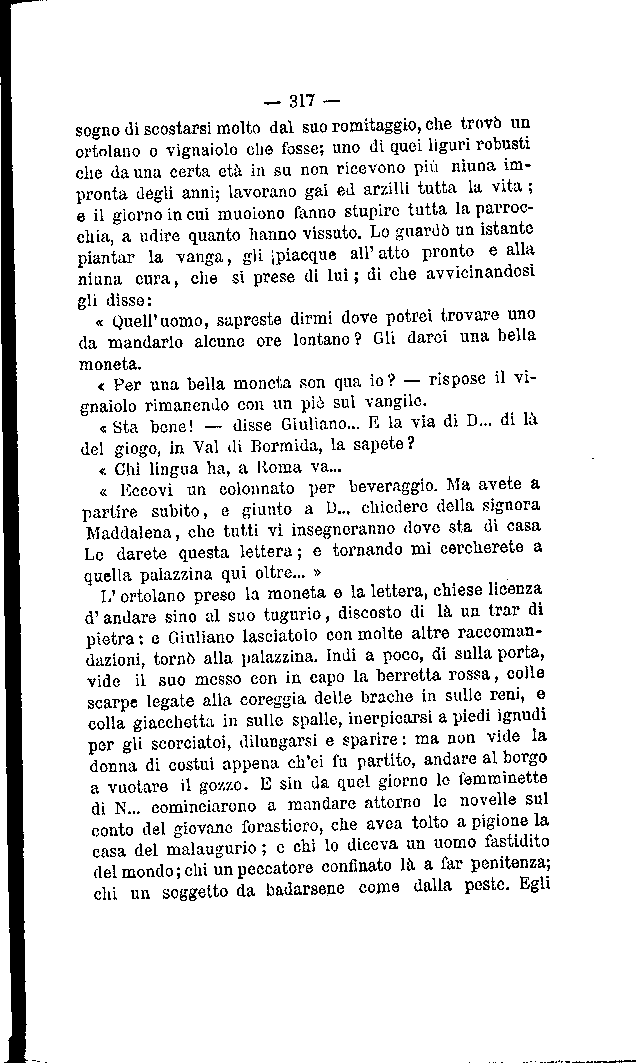 — 317 —
sogno di scostarsi molto dal suo romitaggio, che trovò un
ortolano o vignaiolo che fosse; uno di quei liguri robusti
che da una certa età in su non ricevono più niuna im-
pronta degli anni; lavorano gai ed arzilli tutta la vita;
e il giorno in cui muoiono fanno stupire tutta la parroc-
chia, a udire quanto hanno vissuto. Lo guardò un istante
piantar la vanga, gli piacque all' atto pronto e alla
niuna cura, che si prese di lui; di che avvicinandosi
gli disse:
« Quell'uomo, sapreste dirmi dove potrei trovare uno
da mandarlo alcune ore lontano? Gli darei una bella
moneta.
« Per una bella moneta son qua io? — rispose il vi-
gnaiolo rimanendo con un piè sul vangile.
« Sta bene! — disse Giuliano... E la via di D... di là
del giogo, in Val di Bormida, la sapete?
« Chi lingua ha, a Roma va...
« Eccovi un colonnato per beveraggio. Ma avete a
partire subito, e giunto a D... chiedere della signora
Maddalena, che tutti vi insegneranno dove sta di casa
Le darete questa lettera; e tornando mi cercherete a
quella palazzina qui oltre... »
L' ortolano preso la moneta e la lettera, chiese licenza
d' andare sino al suo tugurio, discosto di là un trar di
pietra: e Giuliano lasciatolo con molte altre raccoman-
dazioni, tornò alla palazzina. Indi a poco, di sulla porta,
vide il suo messo con in capo la berretta rossa, colle
scarpe legate alla coreggia delle brache in sulle reni, e
colla giacchetta in sulle spalle, inerpicarsi a piedi ignudi
per gli scorciatoi, dilungarsi e sparire: ma non vide la
donna di costui appena ch'ei fu partito, andare al borgo
a vuotare il gozzo. E sin da quel giorno le femminette
di N... cominciarono a mandare attorno le novelle sul
conto del giovane forastiero, che avea tolto a pigione la
casa del malaugurio; e chi lo diceva un uomo fastidito
del mondo; chi un peccatore confinato là a far penitenza;
chi un soggetto da badarsene come dalla peste. Egli